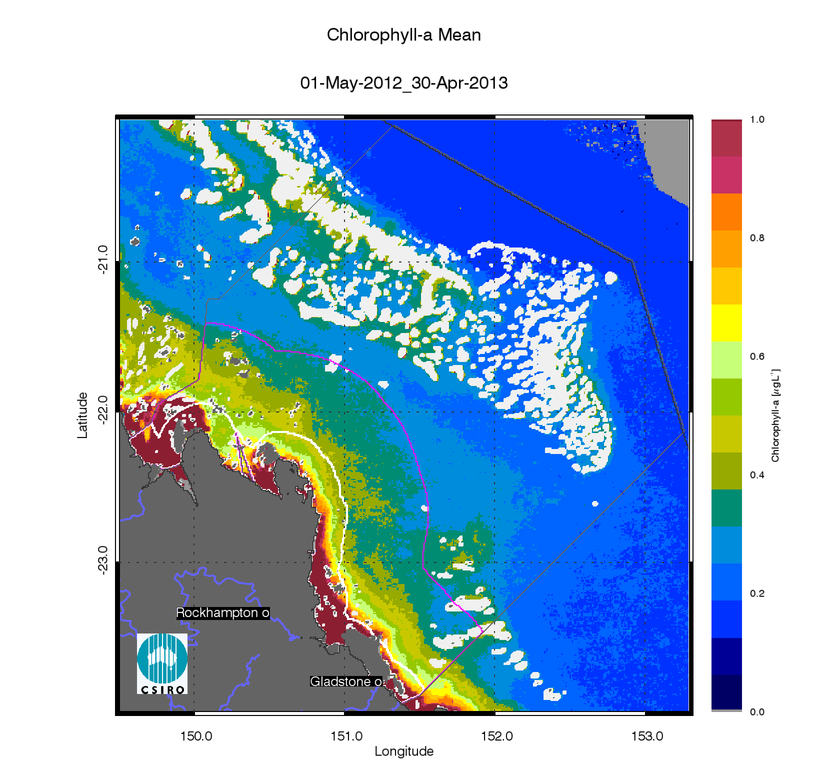 Chlorophyll-a Mean
01-May-2012_30-Apr-2013
1.0
0.8
0.6
0.4
0.2
0.0
Chlorophyll-a [µgL⁻¹]
-21.0
-22.0
-23.0
Latitude
Rockhampton o
Gladstone o
CSIRO
150.0 151.0 152.0 153.0
Longitude